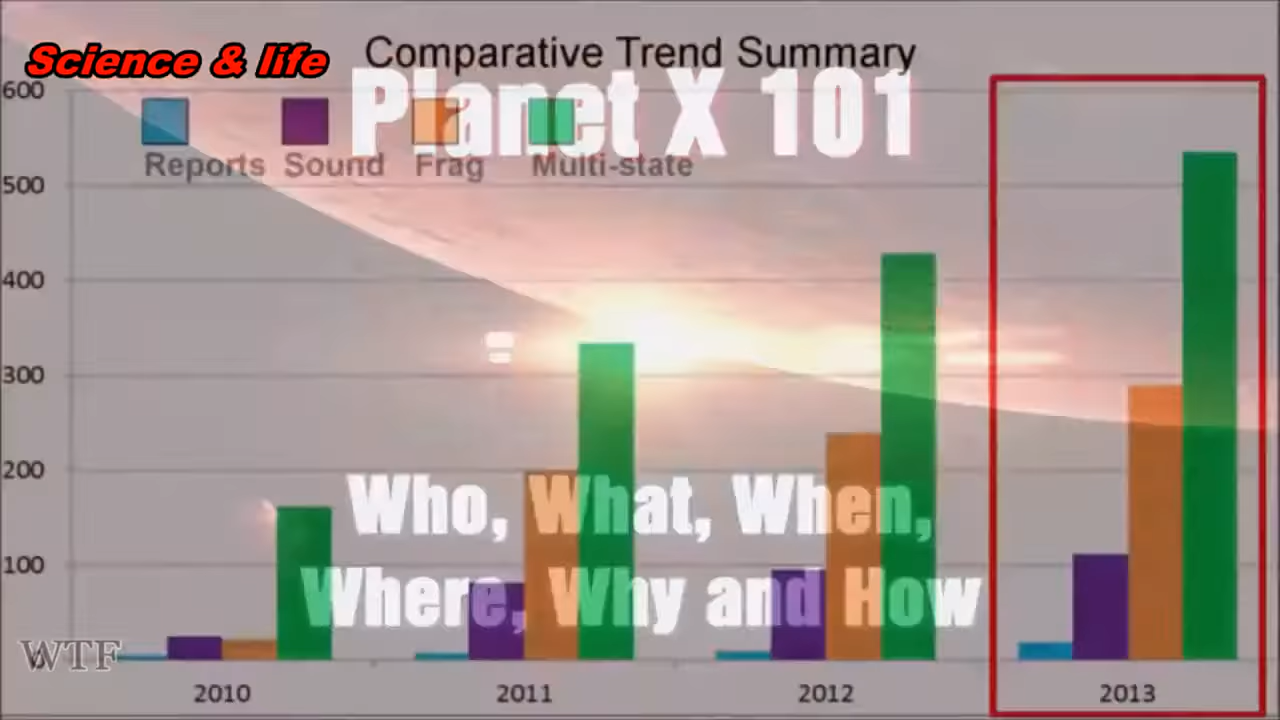 Science & life
Comparative Trend Summary
Planet X 101
600
Reports Sound Frag Multi-state
500
400
300
200
Who, What, When,
100
Where, Why and How
WTF
0
2010 2011 2012 2013